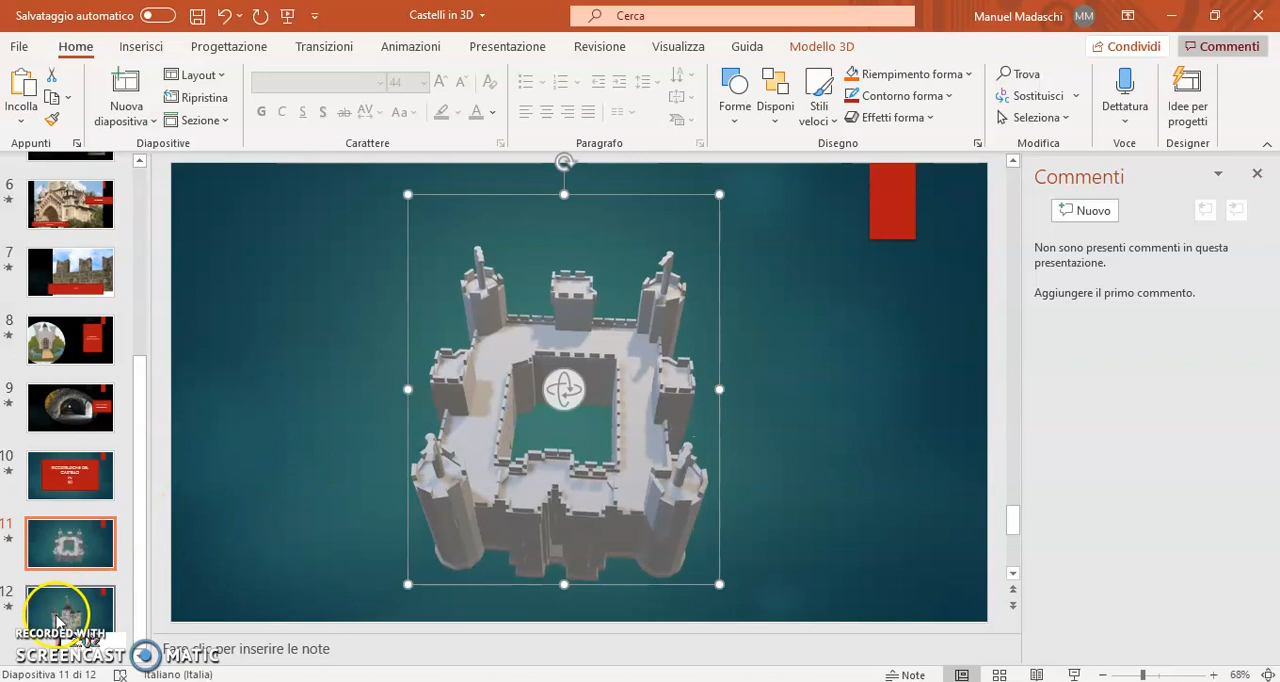 Salvataggio automatico
Castelli in 3D
Cerca
Manuel Madaschi
MM
File
Home
Inserisci
Progettazione
Transizioni
Animazioni
Presentazione
Revisione
Visualizza
Guida
Modello 3D
Condividi
Commenti
Incolla
Appunti
Nuova
diapositiva
Layout
Ripristina
Sezione
Diapositive
44
G C S S ab AV Aa A
Carattere
Paragrafo
Forme
Disponi
Stili
veloci
Riempimento forma
Contorno forma
Effetti forma
Disegno
Trova
Sostituisci
Seleziona
Modifica
Dettatura
Voce
Idee per
progetti
Designer
6
7
8
9
10
11
12
Commenti
Nuovo
Non sono presenti commenti in questa
presentazione.
Aggiungere il primo commento.
RECORDED WITH
SCREENCAST MATIC
per inserire le note
Diapositiva 11 di 12
Italiano (Italia)
Note
68%